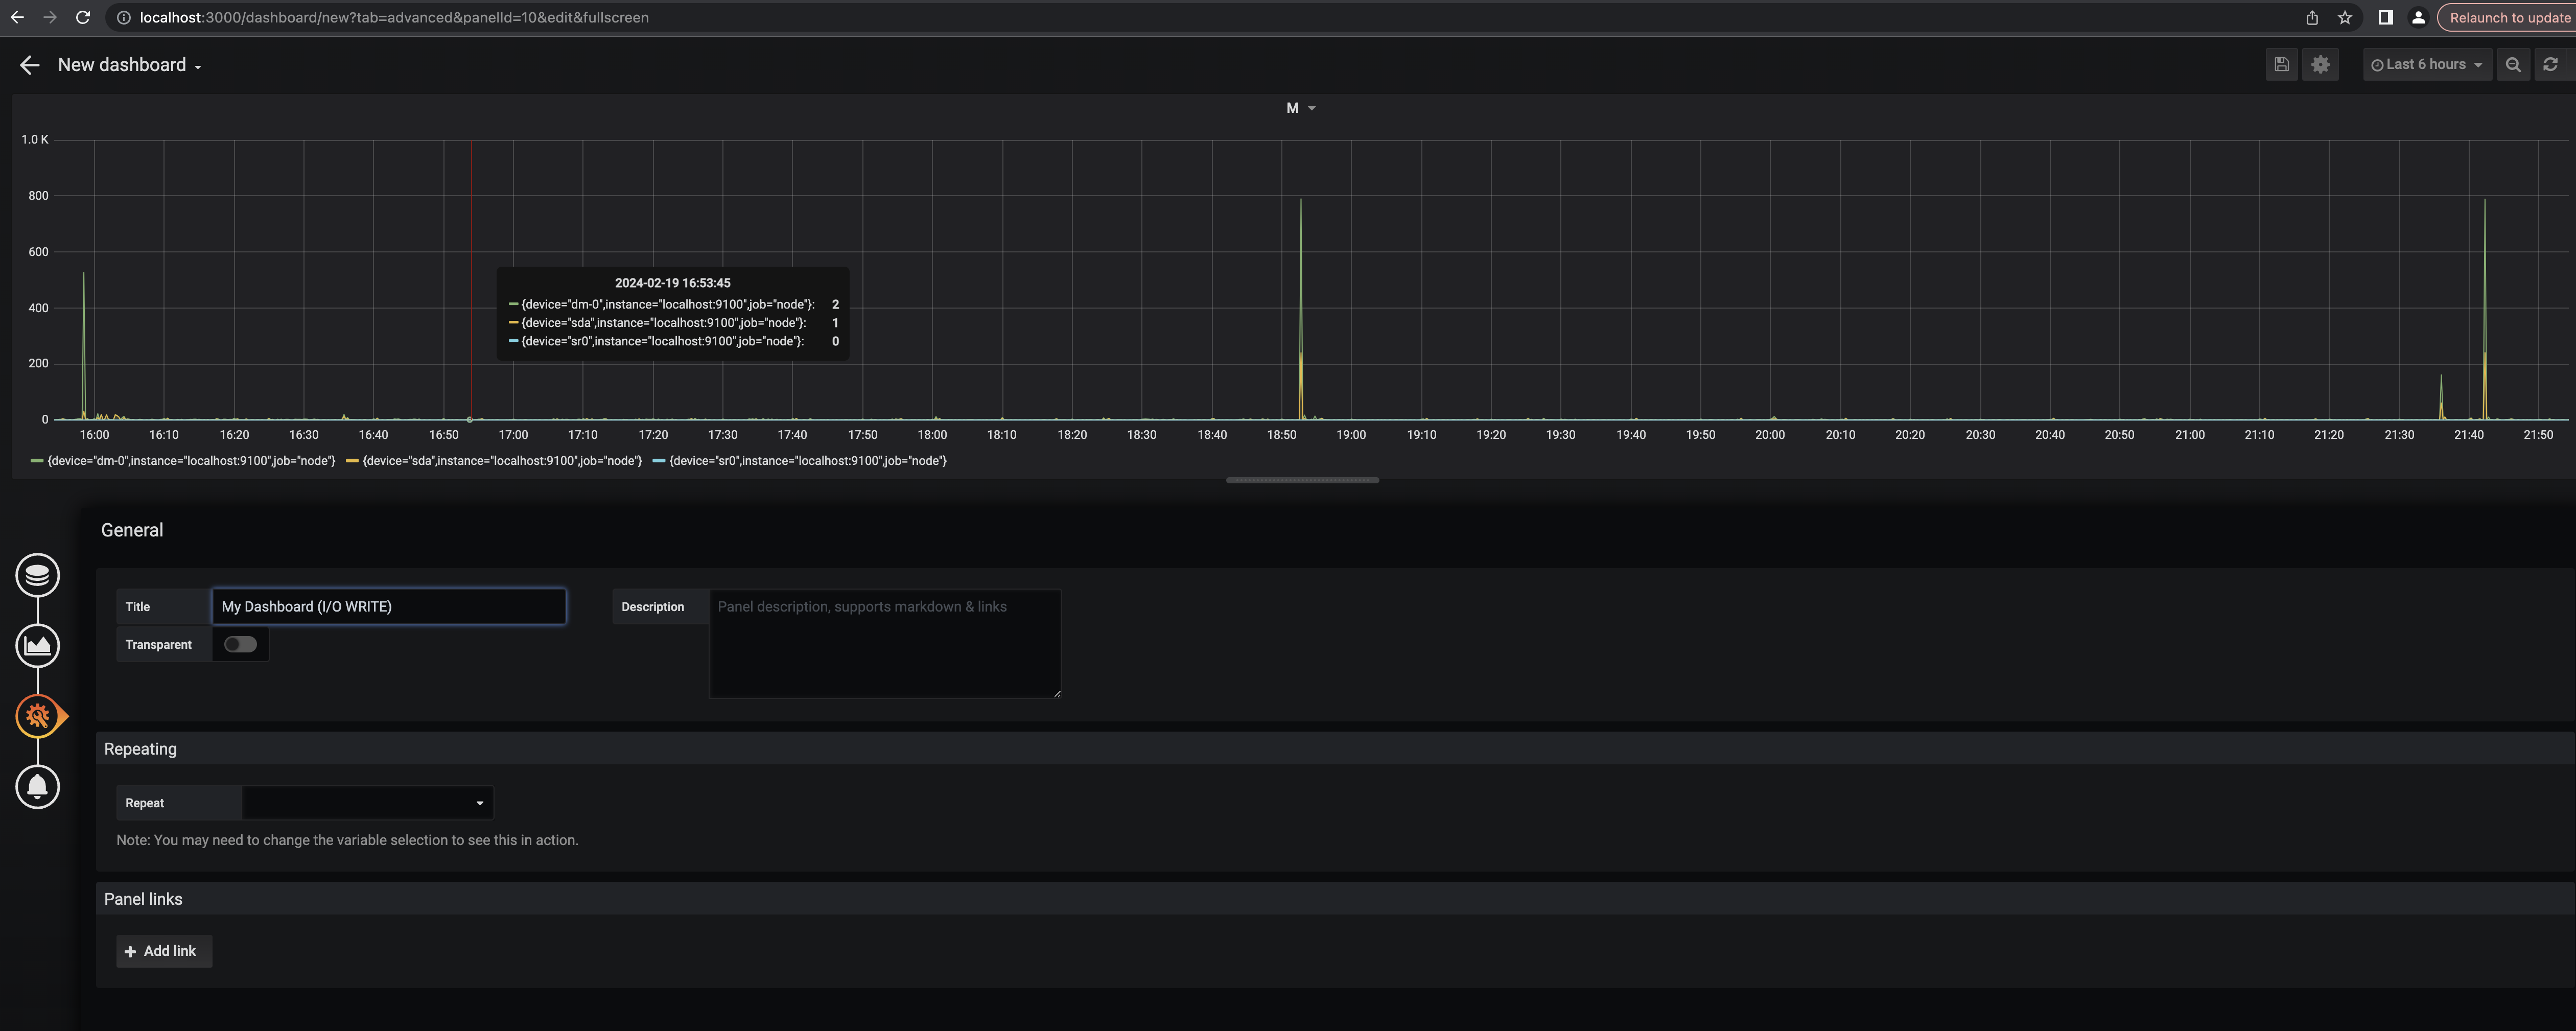 localhost:3000/dashboard/new?tab=advanced&panelId=10&edit&fullscreen
Relaunch to update
New dashboard
Last 6 hours
M
1.0 K
800
600
400
200
0
2024-02-19 16:53:45
{device="dm-0",instance="localhost:9100",job="node"}: 2
{device="sda",instance="localhost:9100",job="node"}: 1
{device="sr0",instance="localhost:9100",job="node"}: 0
16:00 16:10 16:20 16:30 16:40 16:50 17:00 17:10 17:20 17:30 17:40 17:50 18:00 18:10 18:20 18:30 18:40 18:50 19:00 19:10 19:20 19:30 19:40 19:50 20:00 20:10 20:20 20:30 20:40 20:50 21:00 21:10 21:20 21:30 21:40 21:50
{device="dm-0",instance="localhost:9100",job="node"} {device="sda",instance="localhost:9100",job="node"} {device="sr0",instance="localhost:9100",job="node"}
General
Title My Dashboard (I/O WRITE)
Description Panel description, supports markdown & links
Transparent
Repeating
Repeat
Note: You may need to change the variable selection to see this in action.
Panel links
+ Add link